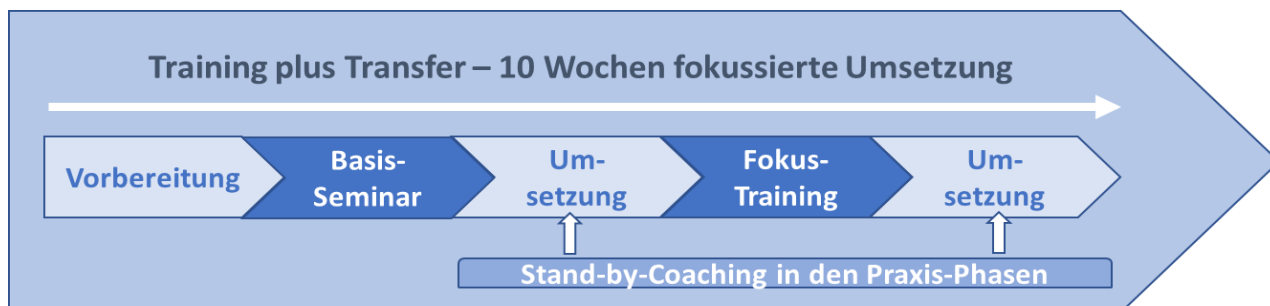 Training plus Transfer – 10 Wochen fokussierte Umsetzung
Vorbereitung
Basis-
Seminar
Um-
setzung
Fokus-
Training
Um-
setzung
Stand-by-Coaching in den Praxis-Phasen